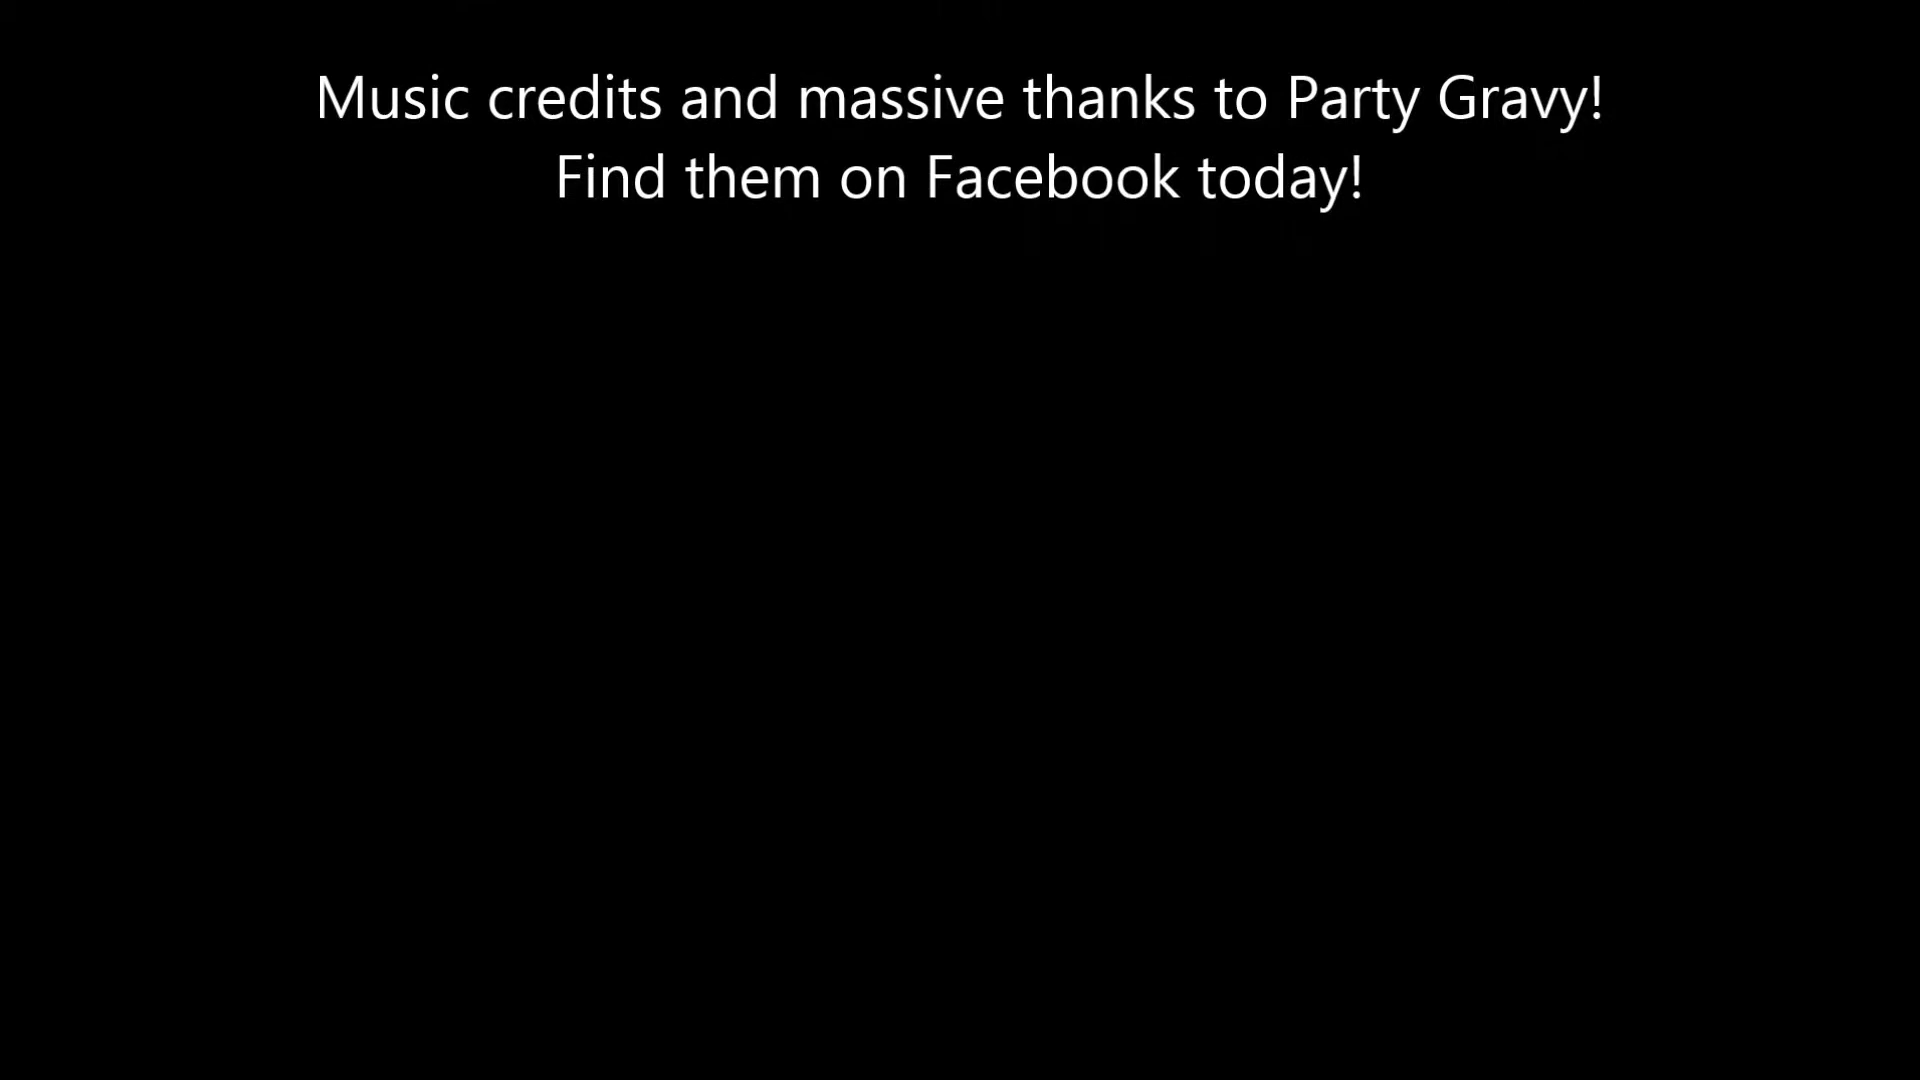 Music credits and massive thanks to Party Gravy!
Find them on Facebook today!